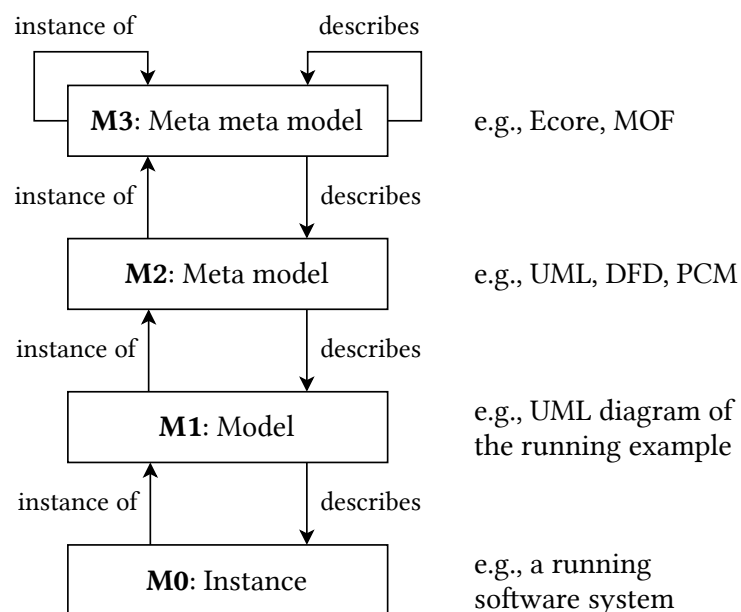 instance of
describes
M3: Meta meta model
e.g., Ecore, MOF
instance of
describes
M2: Meta model
e.g., UML, DFD, PCM
instance of
describes
M1: Model
e.g., UML diagram of
the running example
instance of
describes
M0: Instance
e.g., a running
software system